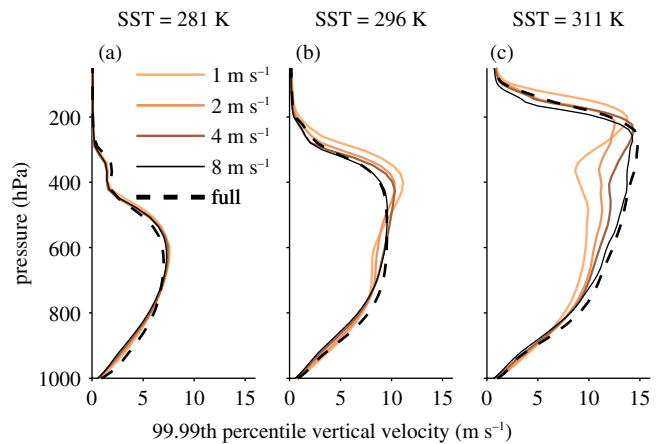 SST = 281 K SST = 296 K SST = 311 K
(a) (b) (c)
1 m s⁻¹
2 m s⁻¹
4 m s⁻¹
8 m s⁻¹
full
pressure (hPa)
200
400
600
800
1000
0 5 10 15 0 5 10 15 0 5 10 15
99.99th percentile vertical velocity (m s⁻¹)